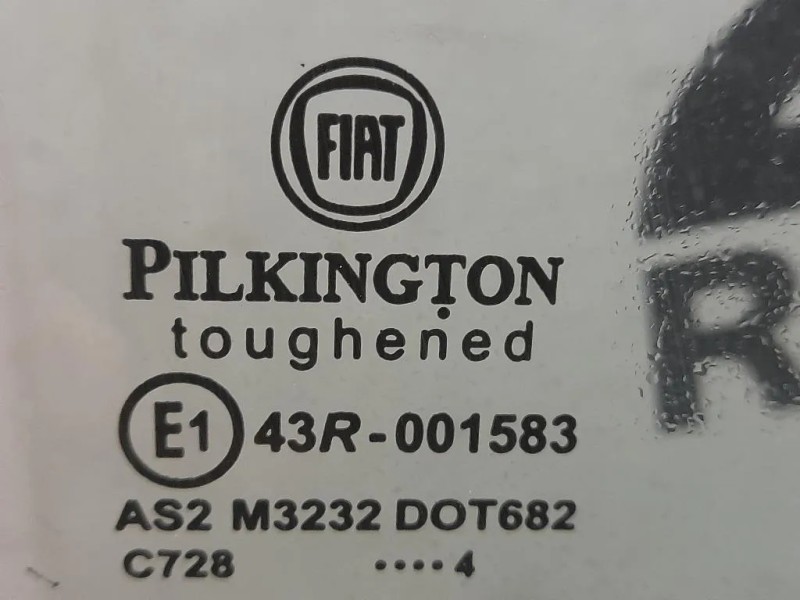 FIAT
PILKINGTON
toughened
E1 43R-001583
AS2 M3232 DOT682
C728 ····4
R